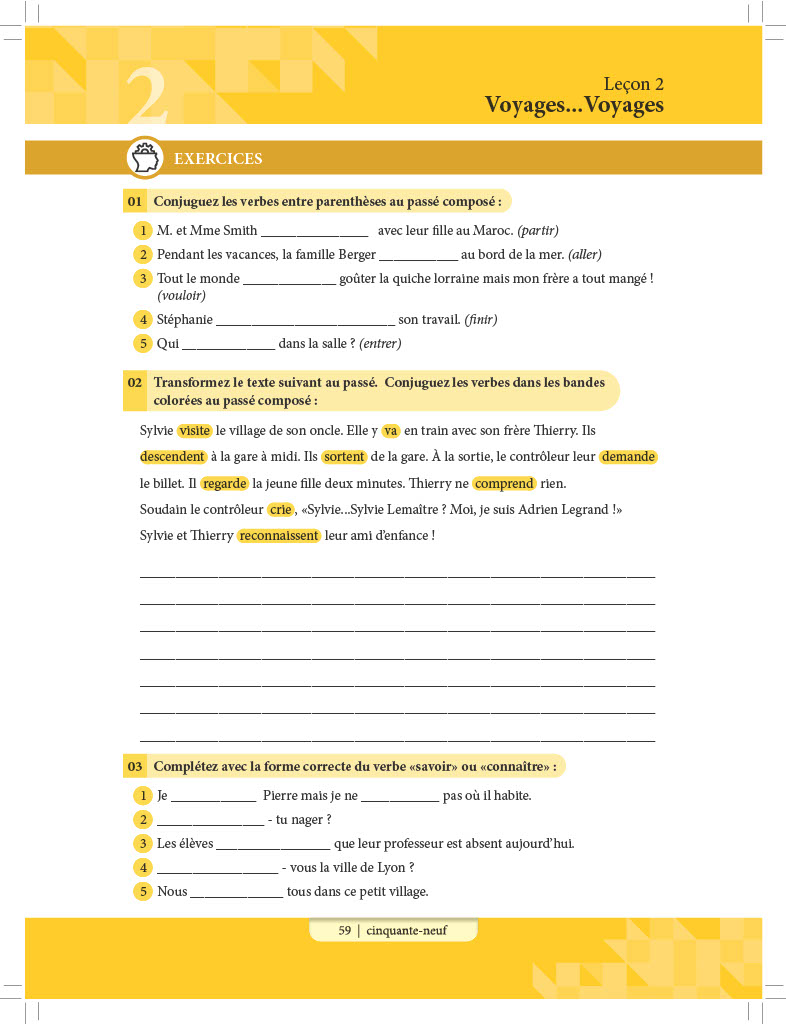 2
Leçon 2
Voyages...Voyages
EXERCICES
01 Conjuguez les verbes entre parenthèses au passé composé :
1 M. et Mme Smith _______________ avec leur fille au Maroc. (partir)
2 Pendant les vacances, la famille Berger ___________ au bord de la mer. (aller)
3 Tout le monde _____________ goûter la quiche lorraine mais mon frère a tout mangé !
(vouloir)
4 Stéphanie _________________________ son travail. (finir)
5 Qui _____________ dans la salle ? (entrer)
02 Transformez le texte suivant au passé. Conjuguez les verbes dans les bandes
colorées au passé composé :
Sylvie visite le village de son oncle. Elle y va en train avec son frère Thierry. Ils
descendent à la gare à midi. Ils sortent de la gare. À la sortie, le contrôleur leur demande
le billet. Il regarde la jeune fille deux minutes. Thierry ne comprend rien.
Soudain le contrôleur crie, «Sylvie...Sylvie Lemaître ? Moi, je suis Adrien Legrand !»
Sylvie et Thierry reconnaissent leur ami d'enfance !
03 Complétez avec la forme correcte du verbe «savoir» ou «connaître» :
1 Je ____________ Pierre mais je ne ___________ pas où il habite.
2 _______________ - tu nager ?
3 Les élèves ________________ que leur professeur est absent aujourd'hui.
4 _________________ - vous la ville de Lyon ?
5 Nous _____________ tous dans ce petit village.
59 | cinquante-neuf